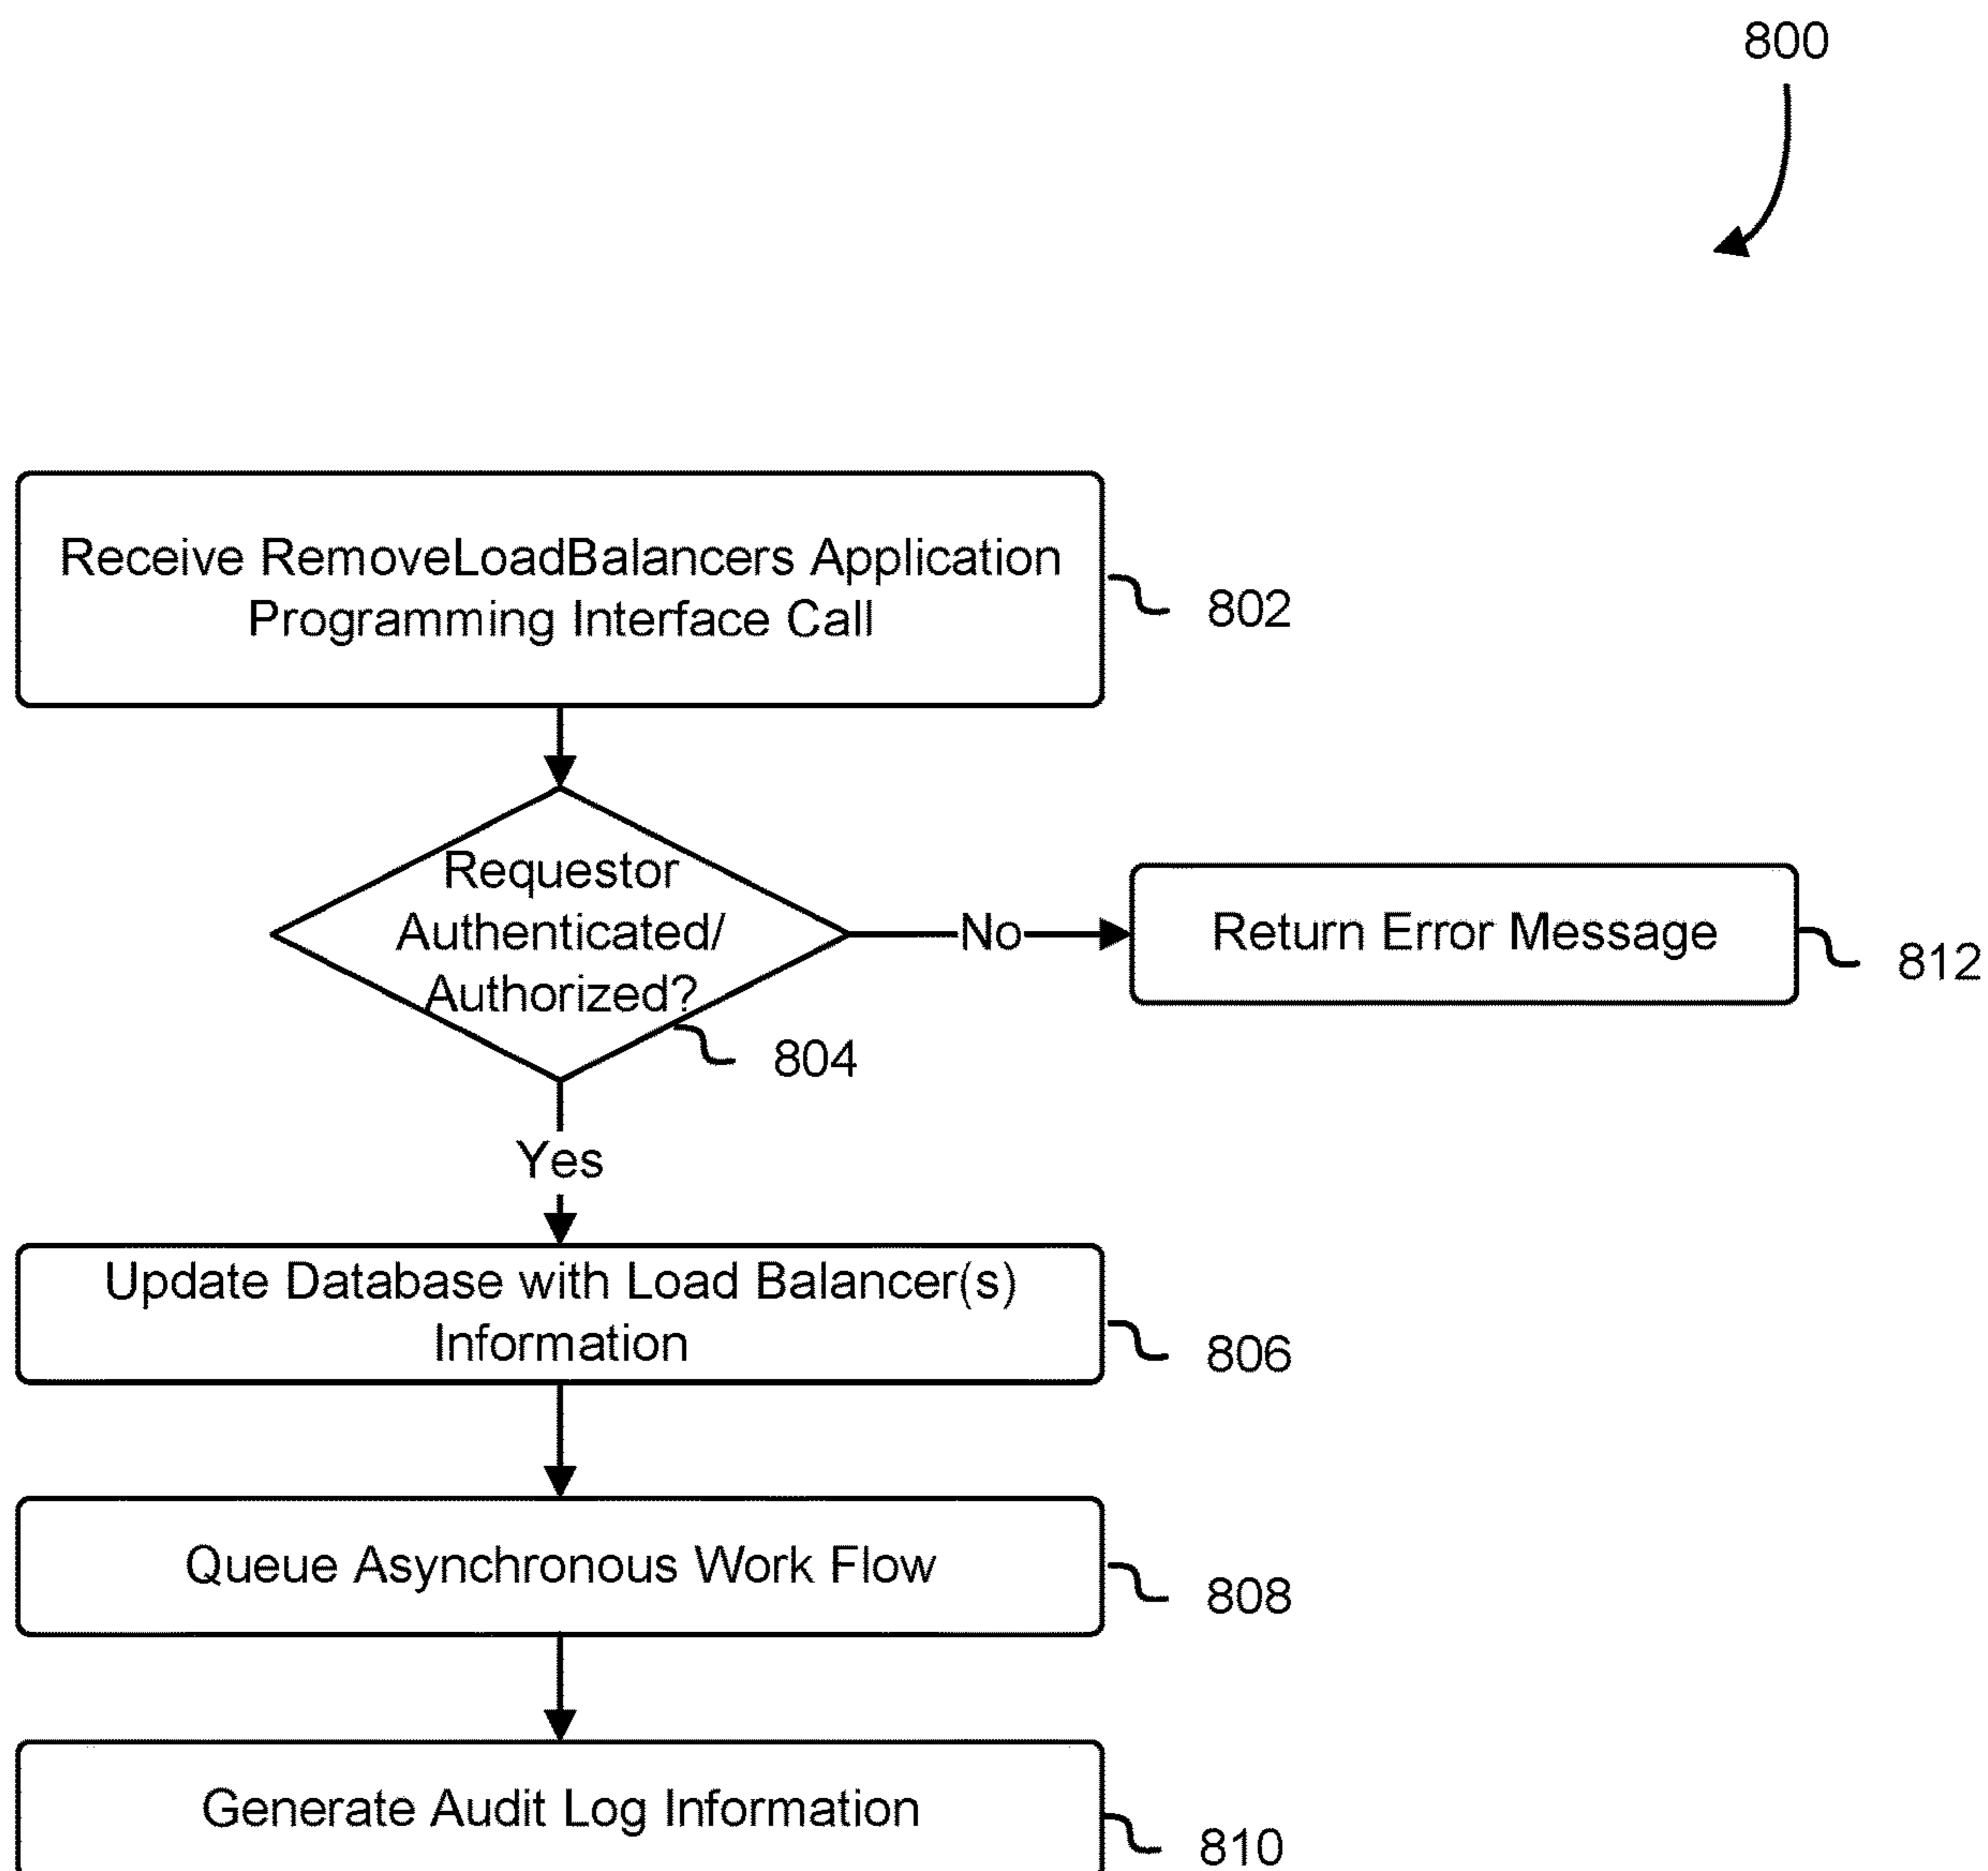 800
Receive RemoveLoadBalancers Application
Programming Interface Call
802
Requestor
Authenticated/
Authorized?
804
No
Return Error Message
812
Yes
Update Database with Load Balancer(s)
Information
806
Queue Asynchronous Work Flow
808
Generate Audit Log Information
810